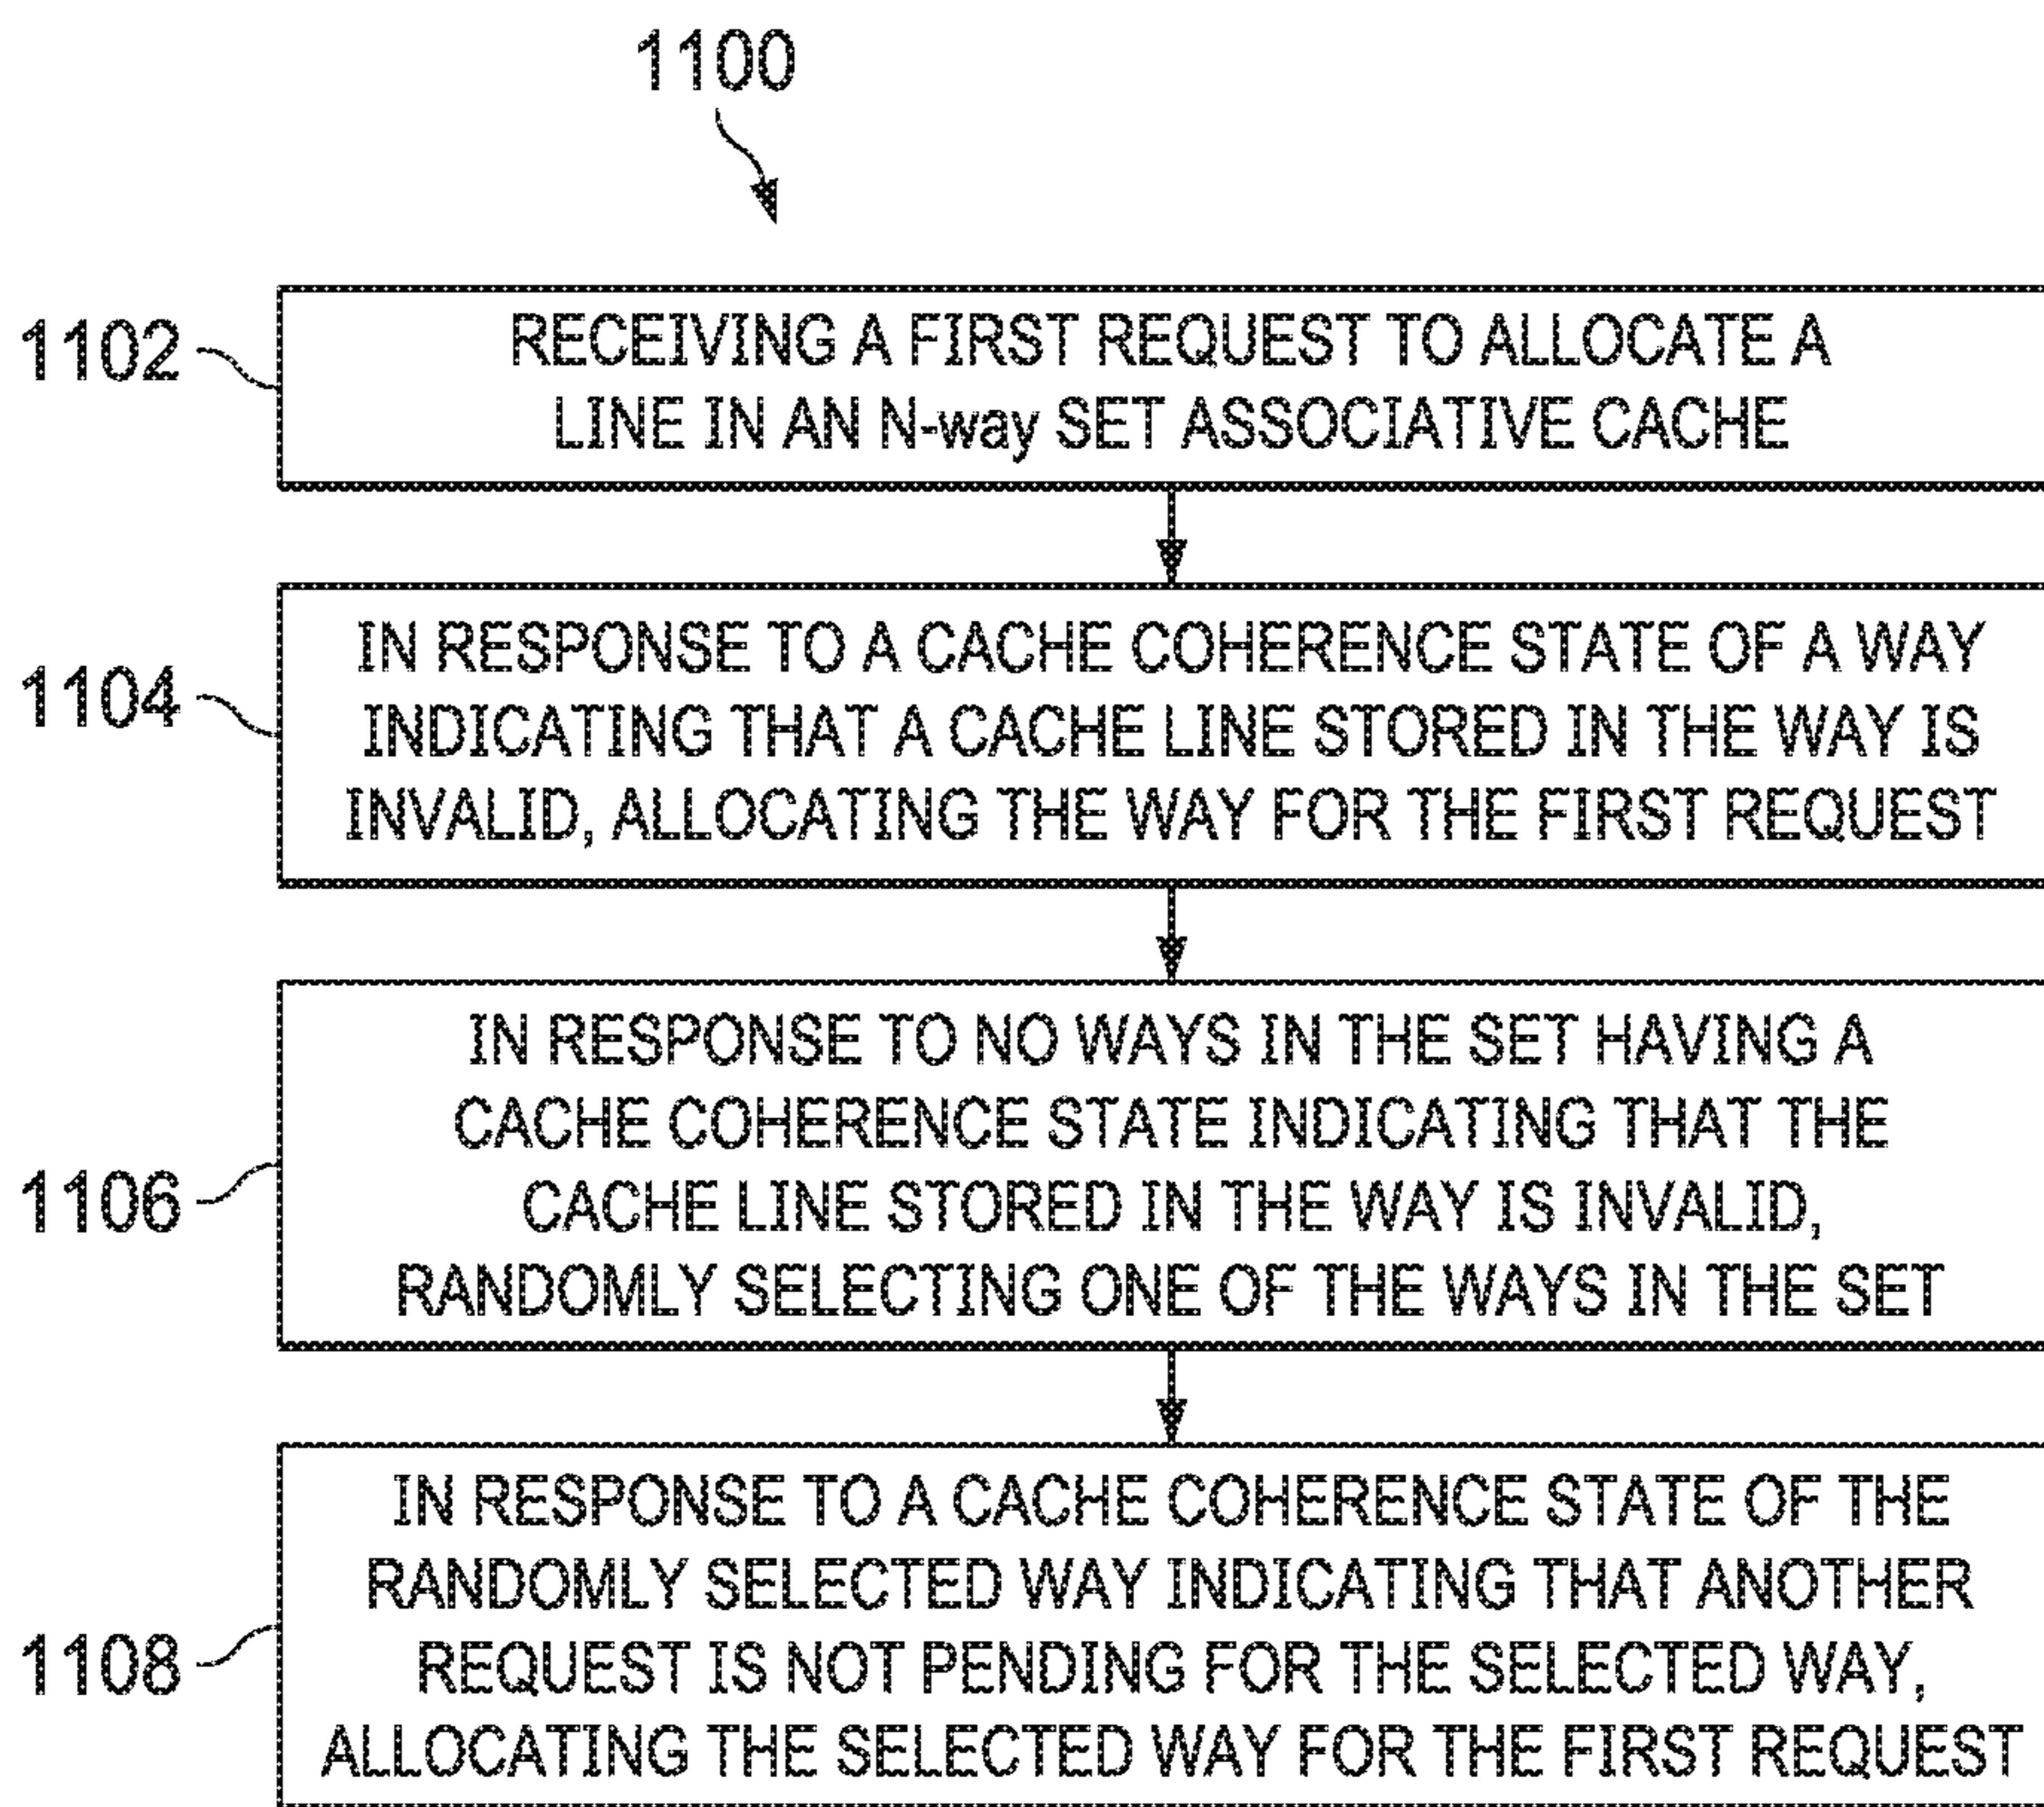 1100
1102
RECEIVING A FIRST REQUEST TO ALLOCATE A
LINE IN AN N-way SET ASSOCIATIVE CACHE
1104
IN RESPONSE TO A CACHE COHERENCE STATE OF A WAY
INDICATING THAT A CACHE LINE STORED IN THE WAY IS
INVALID, ALLOCATING THE WAY FOR THE FIRST REQUEST
1106
IN RESPONSE TO NO WAYS IN THE SET HAVING A
CACHE COHERENCE STATE INDICATING THAT THE
CACHE LINE STORED IN THE WAY IS INVALID,
RANDOMLY SELECTING ONE OF THE WAYS IN THE SET
1108
IN RESPONSE TO A CACHE COHERENCE STATE OF THE
RANDOMLY SELECTED WAY INDICATING THAT ANOTHER
REQUEST IS NOT PENDING FOR THE SELECTED WAY,
ALLOCATING THE SELECTED WAY FOR THE FIRST REQUEST